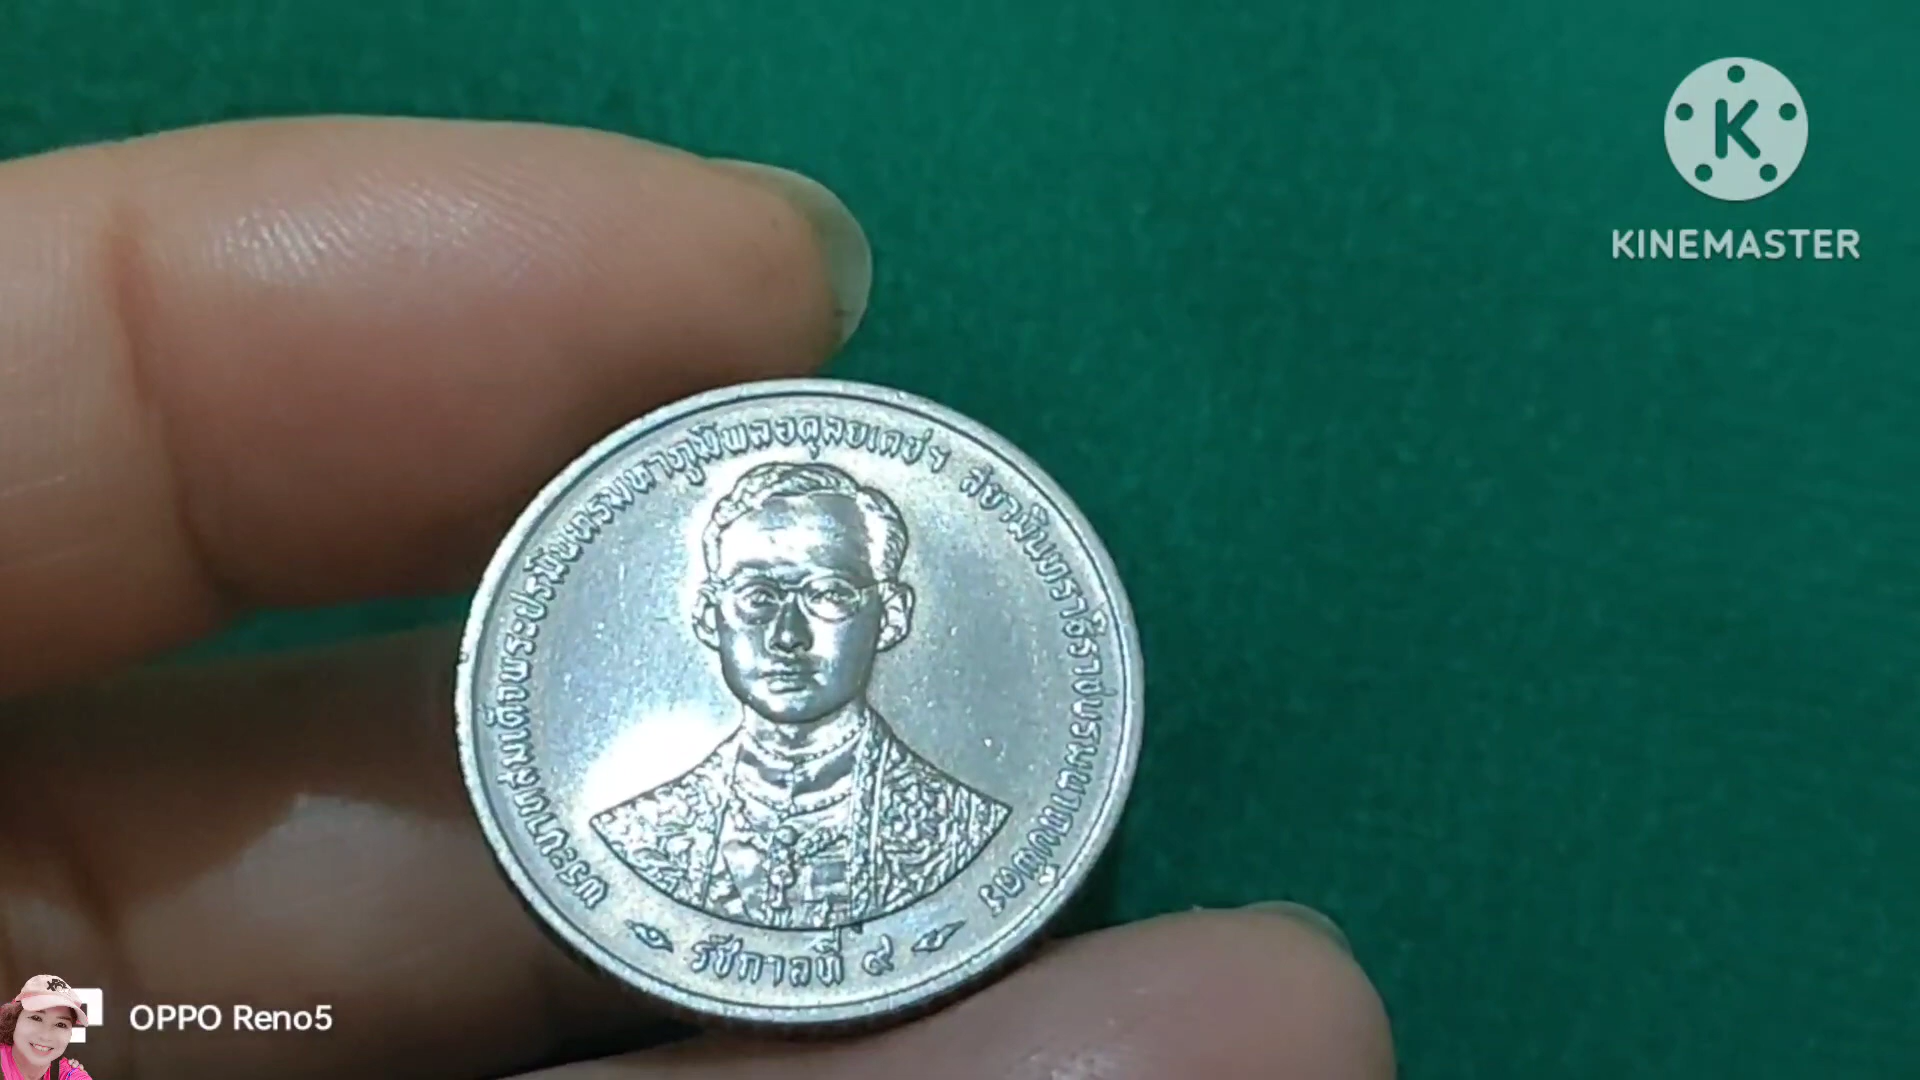 KINEMASTER
พระบาทสมเด็จพระปรมินทรมหาภูมิพลอดุลยเดชฯ สยามินทราธิราชบรมนาถบพิตร
รัชกาลที่ ๙
OPPO Reno5